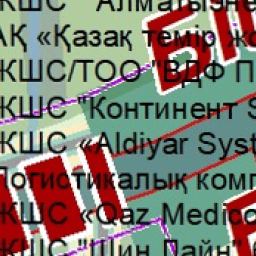 ЖШС "Алматыэне
АҚ «Қазақ темір жо
ЖШС/ТОО "ВДФ П
ЖШС "Континент S
ЖШС «Aldiyar Syst
Логистикалық комп
ЖШС «Qaz Medico
ЖШС "Шин Лайн"